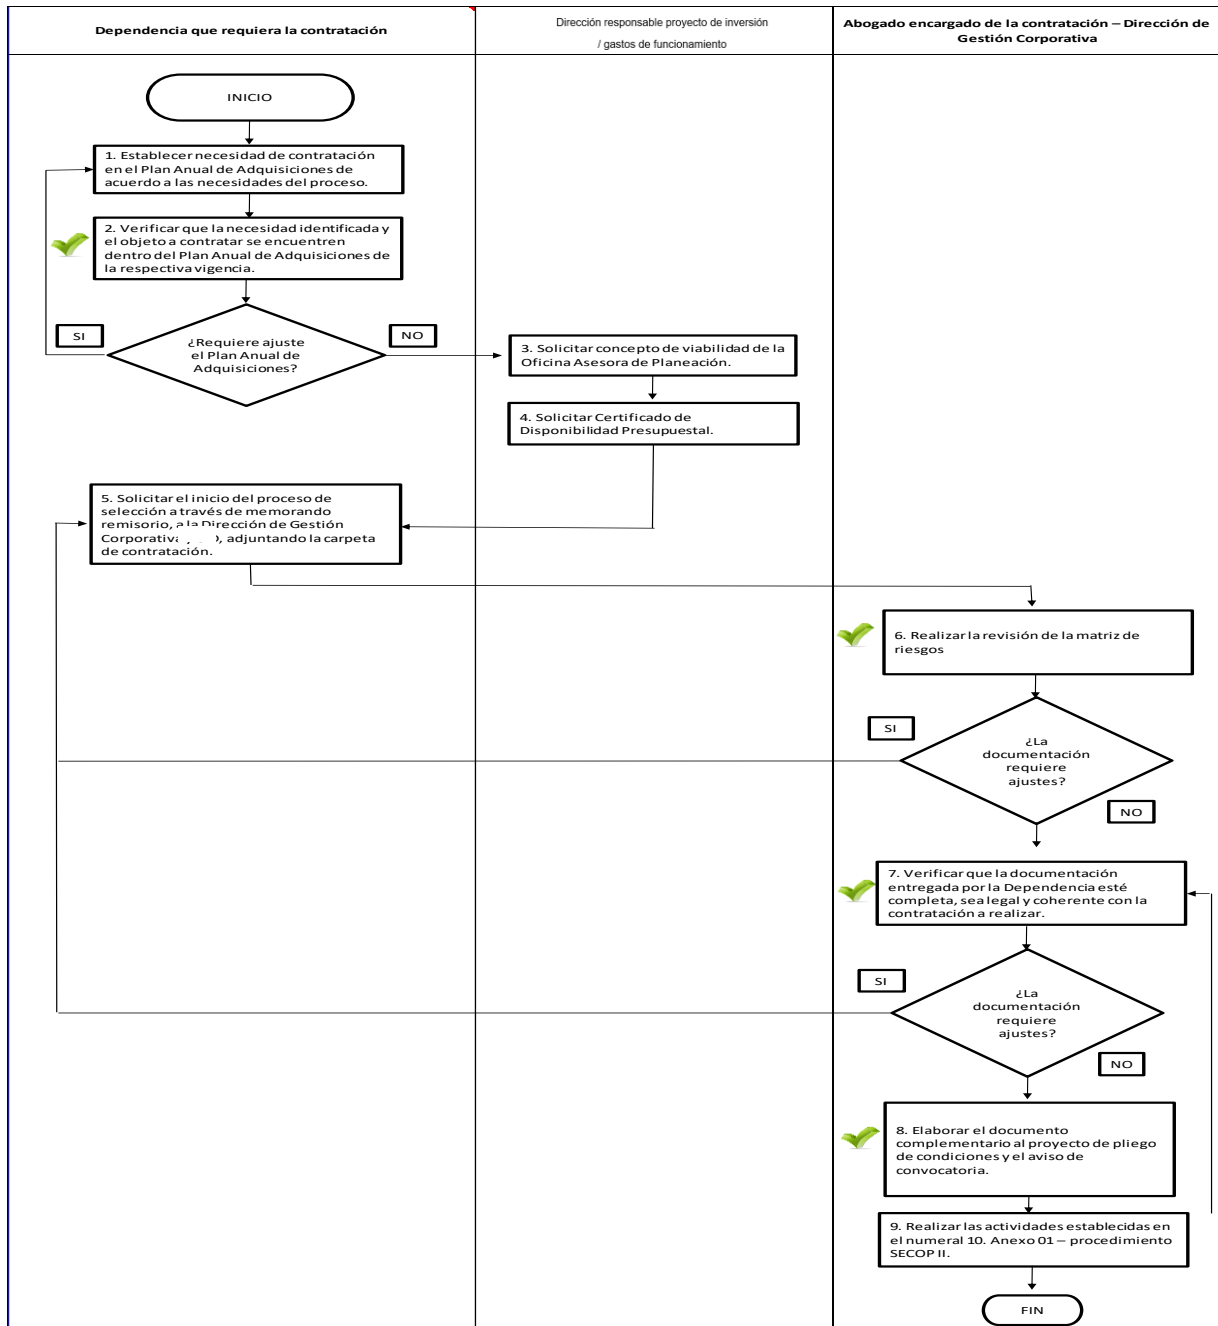 Dependencia que requiera la contratación
Dirección responsable proyecto de inversión
/ gastos de funcionamiento
Abogado encargado de la contratación – Dirección de
Gestión Corporativa
INICIO
1. Establecer necesidad de contratación
en el Plan Anual de Adquisiciones de
acuerdo a las necesidades del proceso.
2. Verificar que la necesidad identificada y
el objeto a contratar se encuentren
dentro del Plan Anual de Adquisiciones de
la respectiva vigencia.
SI
¿Requiere ajuste
el Plan Anual de
Adquisiciones?
NO
3. Solicitar concepto de viabilidad de la
Oficina Asesora de Planeación.
4. Solicitar Certificado de
Disponibilidad Presupuestal.
5. Solicitar el inicio del proceso de
selección a través de memorando
remisorio, a la Dirección de Gestión
Corporativa, adjuntando la carpeta
de contratación.
6. Realizar la revisión de la matriz de
riesgos
SI
¿La
documentación
requiere
ajustes?
NO
7. Verificar que la documentación
entregada por la Dependencia esté
completa, sea legal y coherente con la
contratación a realizar.
SI
¿La
documentación
requiere
ajustes?
NO
8. Elaborar el documento
complementario al proyecto de pliego
de condiciones y el aviso de
convocatoria.
9. Realizar las actividades establecidas en
el numeral 10. Anexo 01 – procedimiento
SECOP II.
FIN